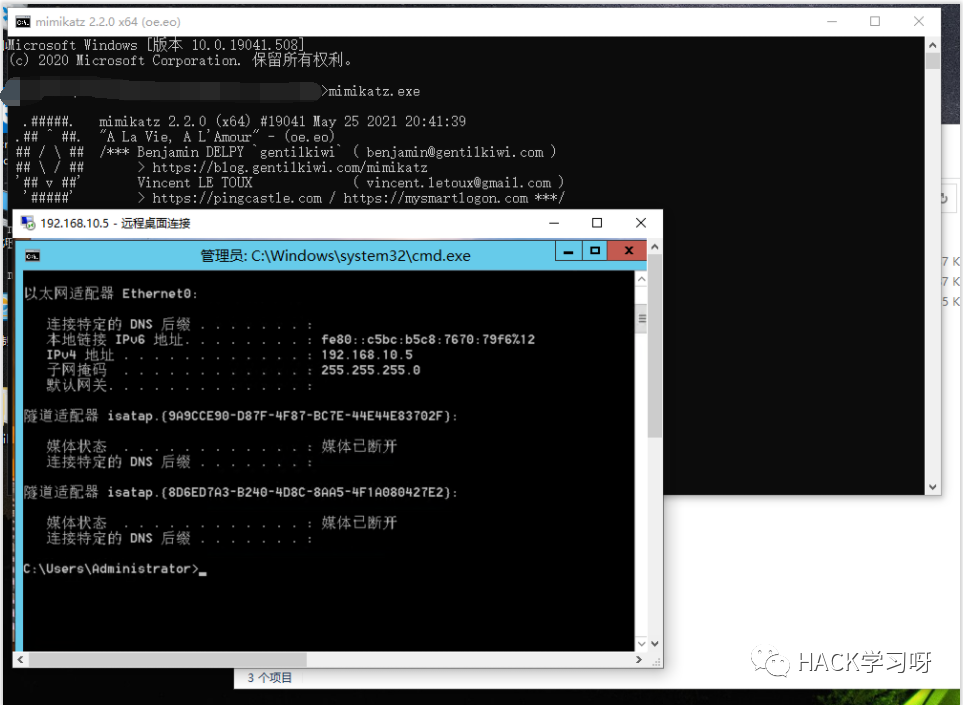 mimikatz 2.2.0 x64 (oe.eo)
Microsoft Windows [版本 10.0.19041.508]
(c) 2020 Microsoft Corporation. 保留所有权利。
>mimikatz.exe
.#####.   mimikatz 2.2.0 (x64) #19041 May 25 2021 20:41:39
.## ^ ##.  "A La Vie, A L'Amour" - (oe.eo)
## / \ ##  /*** Benjamin DELPY `gentilkiwi` ( benjamin@gentilkiwi.com )
## \ / ##       > https://blog.gentilkiwi.com/mimikatz
'## v ##'       Vincent LE TOUX             ( vincent.letoux@gmail.com )
'#####'        > https://pingcastle.com / https://mysmartlogon.com ***/
192.168.10.5 - 远程桌面连接
管理员: C:\Windows\system32\cmd.exe
以太网适配器 Ethernet0:
连接特定的 DNS 后缀 . . . . . . . :
本地链接 IPv6 地址. . . . . . . . : fe80::c5bc:b5c8:7670:79f6%12
IPv4 地址 . . . . . . . . . . . . : 192.168.10.5
子网掩码  . . . . . . . . . . . . : 255.255.255.0
默认网关. . . . . . . . . . . . . :
隧道适配器 isatap.{9A9CCE90-D87F-4F87-BC7E-44E44E83702F}:
媒体状态  . . . . . . . . . . . . : 媒体已断开
连接特定的 DNS 后缀 . . . . . . . :
隧道适配器 isatap.{8D6ED7A3-B240-4D8C-8AA5-4F1A080427E2}:
媒体状态  . . . . . . . . . . . . : 媒体已断开
连接特定的 DNS 后缀 . . . . . . . :
C:\Users\Administrator>_
3 个项目
HACK学习呀